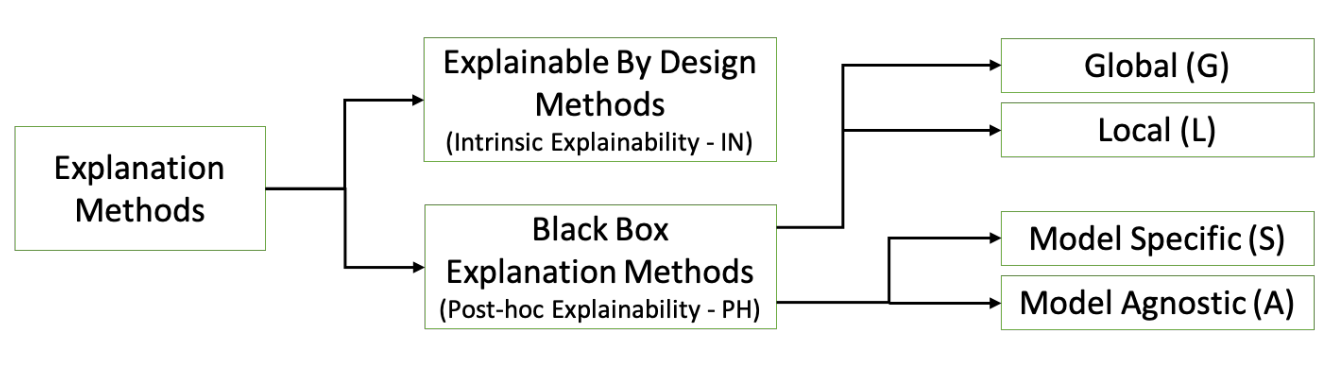 Explanation
Methods
Explainable By Design
Methods
(Intrinsic Explainability - IN)
Black Box
Explanation Methods
(Post-hoc Explainability - PH)
Global (G)
Local (L)
Model Specific (S)
Model Agnostic (A)